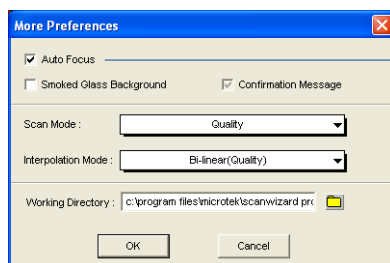 More Preferences
Auto Focus
Smoked Glass Background Confirmation Message
Scan Mode : Quality
Interpolation Mode : Bi-linear(Quality)
Working Directory : c:\program files\microtek\scanwizard pro
OK Cancel